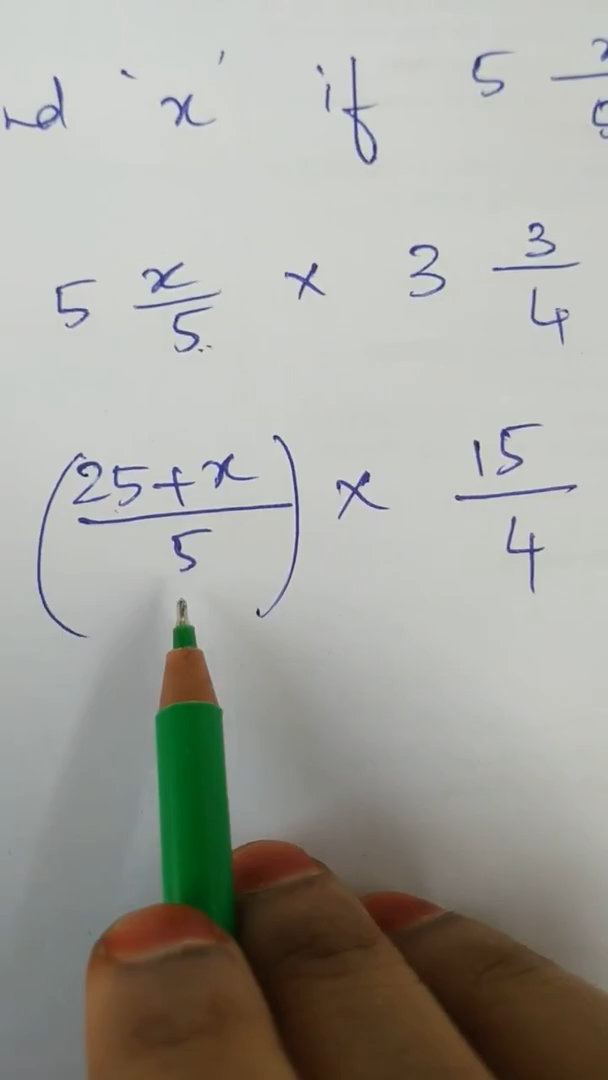 'x' if 5
5 x/5 × 3 3/4
((25+x)/5) × 15/4